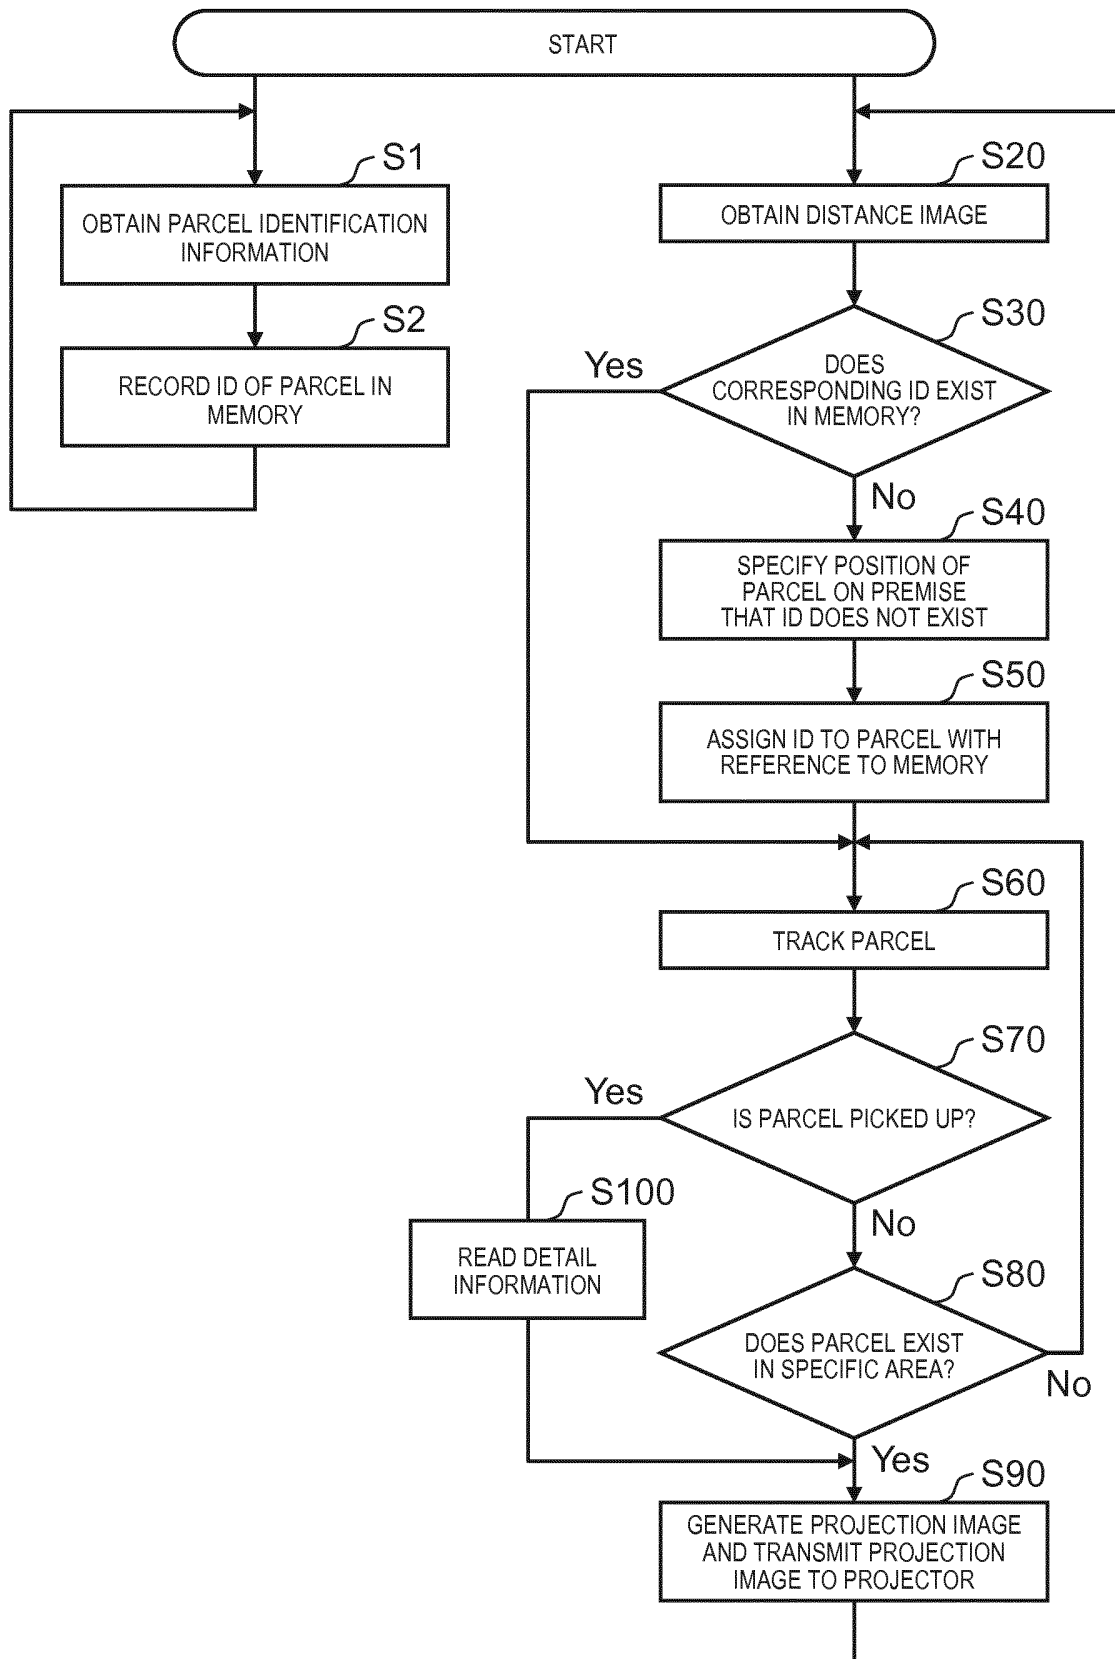 START
S1
OBTAIN PARCEL IDENTIFICATION
INFORMATION
S2
RECORD ID OF PARCEL IN
MEMORY
S20
OBTAIN DISTANCE IMAGE
S30
Yes
DOES
CORRESPONDING ID EXIST
IN MEMORY?
No
S40
SPECIFY POSITION OF
PARCEL ON PREMISE
THAT ID DOES NOT EXIST
S50
ASSIGN ID TO PARCEL WITH
REFERENCE TO MEMORY
S60
TRACK PARCEL
S70
Yes
IS PARCEL PICKED UP?
S100
READ DETAIL
INFORMATION
No
S80
DOES PARCEL EXIST
IN SPECIFIC AREA?
No
Yes
S90
GENERATE PROJECTION IMAGE
AND TRANSMIT PROJECTION
IMAGE TO PROJECTOR